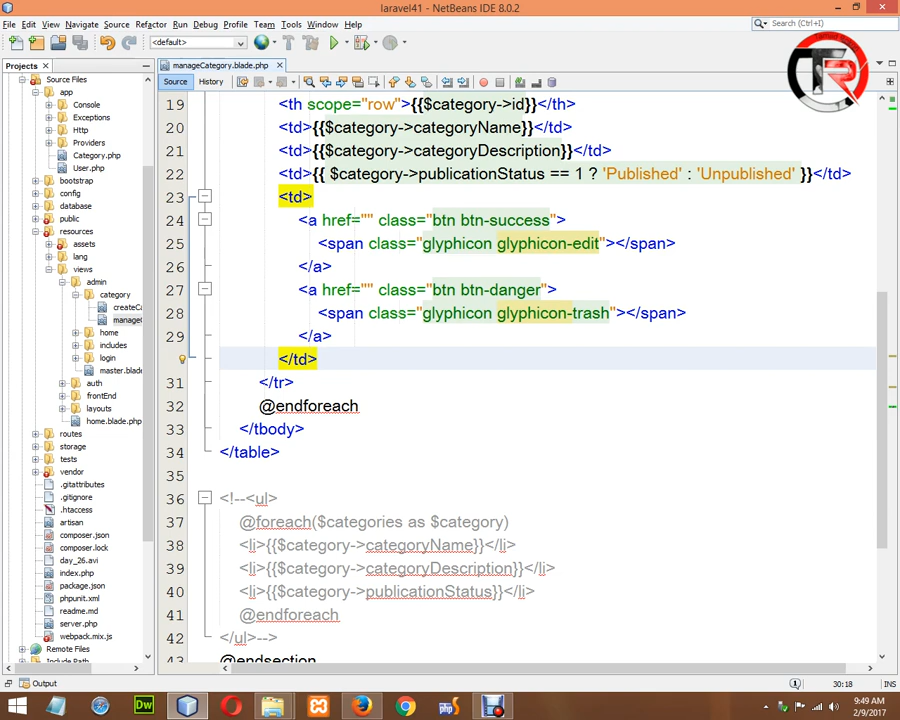 laravel41 - NetBeans IDE 8.0.2
File Edit View Navigate Source Refactor Run Debug Profile Team Tools Window Help
Search (Ctrl+I)
<default>
Projects
manageCategory.blade.php
Source History
Source Files
app
Console
Exceptions
Http
Providers
Category.php
User.php
bootstrap
config
database
public
resources
assets
lang
views
admin
category
createCa
manageC
home
includes
login
master.blade
auth
frontEnd
layouts
home.blade.php
routes
storage
tests
vendor
.gitattributes
.gitignore
.htaccess
artisan
composer.json
composer.lock
day_26.avi
index.php
package.json
phpunit.xml
readme.md
server.php
webpack.mix.js
Remote Files
Include Path
19 <th scope="row">{{$category->id}}</th>
20 <td>{{$category->categoryName}}</td>
21 <td>{{$category->categoryDescription}}</td>
22 <td>{{ $category->publicationStatus == 1 ? 'Published' : 'Unpublished' }}</td>
23 <td>
24 <a href="" class="btn btn-success">
25 <span class="glyphicon glyphicon-edit"></span>
26 </a>
27 <a href="" class="btn btn-danger">
28 <span class="glyphicon glyphicon-trash"></span>
29 </a>
</td>
31 </tr>
32 @endforeach
33 </tbody>
34 </table>
35
36 <!--<ul>
37 @foreach($categories as $category)
38 <li>{{$category->categoryName}}</li>
39 <li>{{$category->categoryDescription}}</li>
40 <li>{{$category->publicationStatus}}</li>
41 @endforeach
42 </ul>-->
43 @endsection
Output
30:18 INS
9:49 AM
2/9/2017